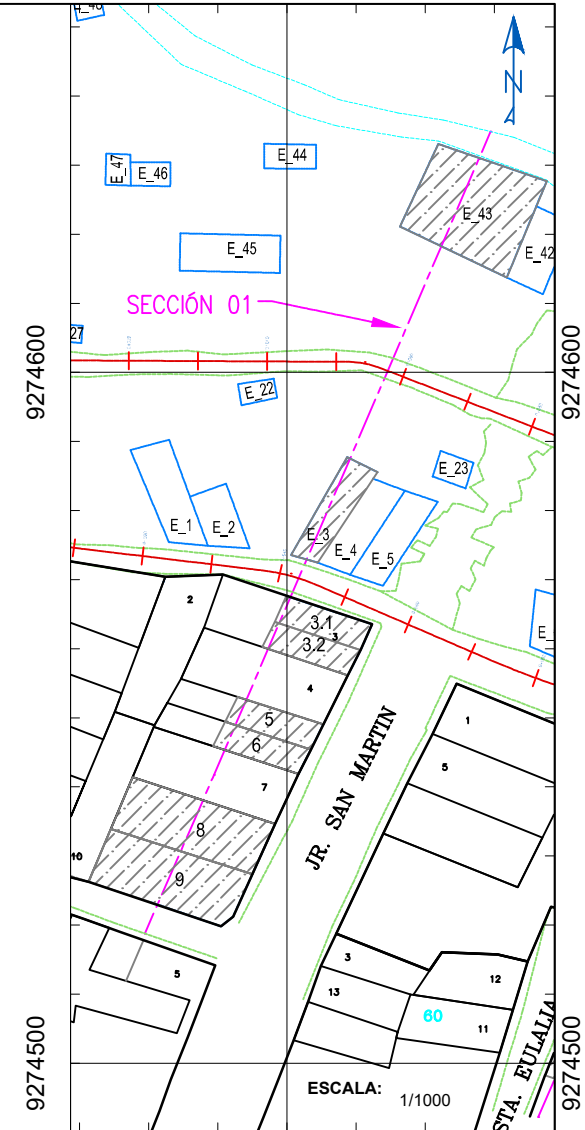 N
E_44
E_47
E_46
E_43
E_45
E_42
SECCIÓN 01
9274600
9274600
27
E_22
E_23
E_1
E_2
E_3
E_4
E_5
E_
2
3.1
3
3.2
4
5
6
7
8
9
10
1
5
JR. SAN MARTIN
5
3
13
12
60
11
STA. EULALIA
9274500
9274500
ESCALA: 1/1000